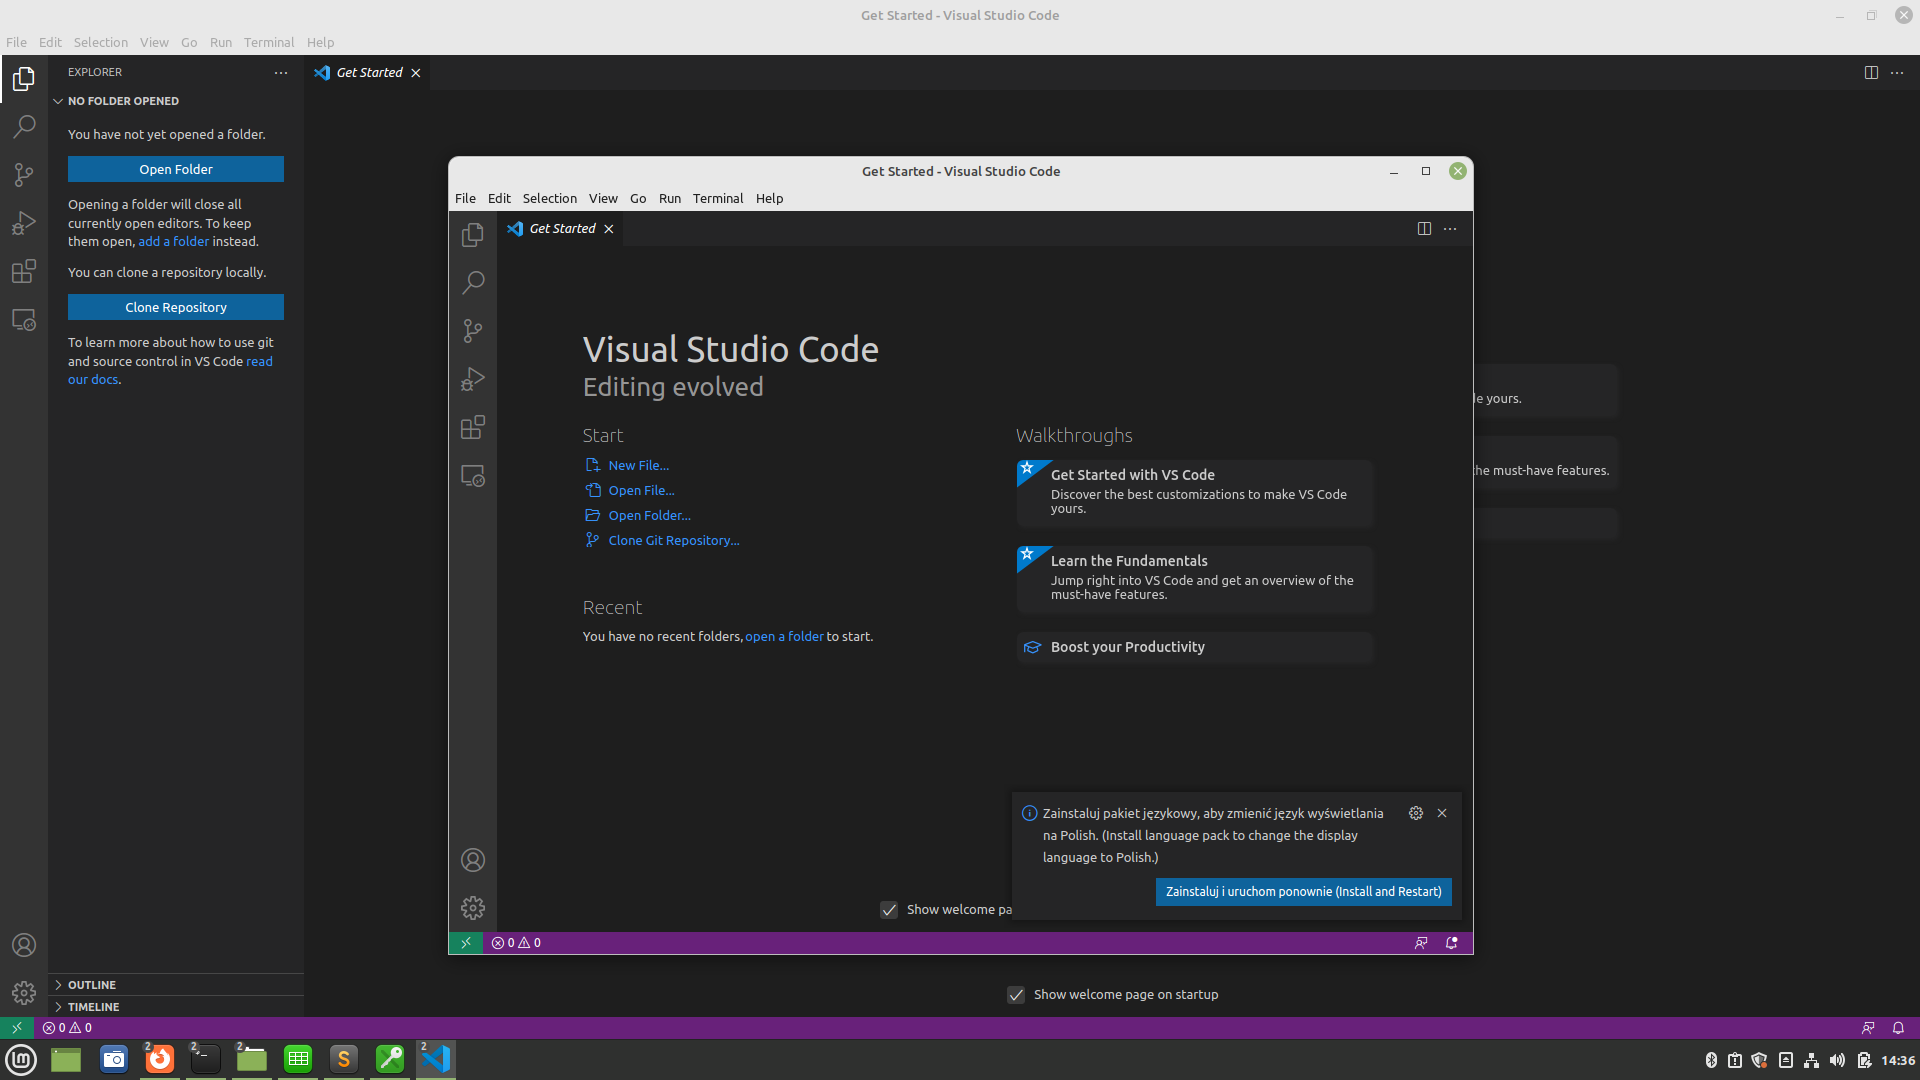 Get Started - Visual Studio Code
File Edit Selection View Go Run Terminal Help
EXPLORER
Get Started
NO FOLDER OPENED
You have not yet opened a folder.
Open Folder
Opening a folder will close all
currently open editors. To keep
them open, add a folder instead.
You can clone a repository locally.
Clone Repository
To learn more about how to use git
and source control in VS Code read
our docs.
OUTLINE
TIMELINE
Get Started - Visual Studio Code
File Edit Selection View Go Run Terminal Help
Get Started
Visual Studio Code
Editing evolved
Start
New File...
Open File...
Open Folder...
Clone Git Repository...
Recent
You have no recent folders, open a folder to start.
Walkthroughs
Get Started with VS Code
Discover the best customizations to make VS Code
yours.
Learn the Fundamentals
Jump right into VS Code and get an overview of the
must-have features.
Boost your Productivity
yours.
the must-have features.
Zainstaluj pakiet językowy, aby zmienić język wyświetlania
na Polish. (Install language pack to change the display
language to Polish.)
Zainstaluj i uruchom ponownie (Install and Restart)
Show welcome pa
0 0
Show welcome page on startup
0 0
lm 2 2 2 S 2 14:36